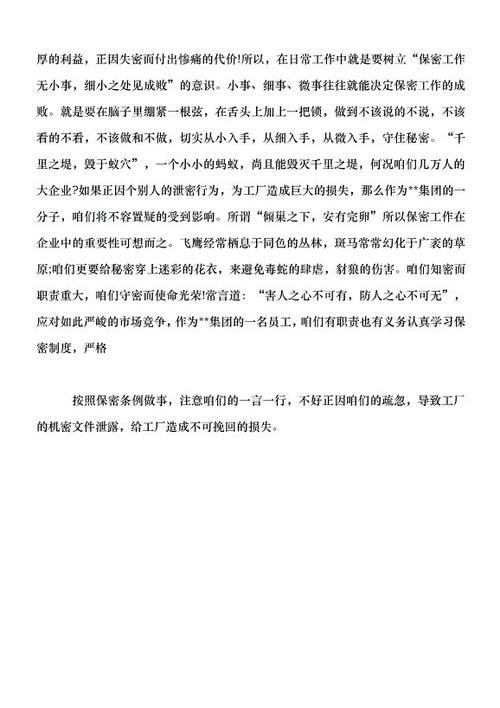 厚的利益，正因失密而付出惨痛的代价!所以，在日常工作中就是要树立“保密工作
无小事，细小之处见成败”的意识。小事、细事、微事往往就能决定保密工作的成
败。就是要在脑子里绷紧一根弦，在舌头上加上一把锁，做到不该说的不说，不该
看的不看，不该做和不做，切实从小入手，从细入手，从微入手，守住秘密。“千
里之堤，毁于蚁穴”，一个小小的蚂蚁，尚且能毁灭千里之堤，何况咱们几万人的
大企业?如果正因个别人的泄密行为，为工厂造成巨大的损失，那么作为**集团的一
分子，咱们将不容置疑的受到影响。所谓“倾巢之下，安有完卵”所以保密工作在
企业中的重要性可想而之。飞鹰经常栖息于同色的丛林，斑马常常幻化于广袤的草
原;咱们更要给秘密穿上迷彩的花衣，来避免毒蛇的肆虐，豺狼的伤害。咱们知密而
职责重大，咱们守密而使命光荣!常言道：“害人之心不可有，防人之心不可无”，
应对如此严峻的市场竞争，作为**集团的一名员工，咱们有职责也有义务认真学习保
密制度，严格
按照保密条例做事，注意咱们的一言一行，不好正因咱们的疏忽，导致工厂
的机密文件泄露，给工厂造成不可挽回的损失。